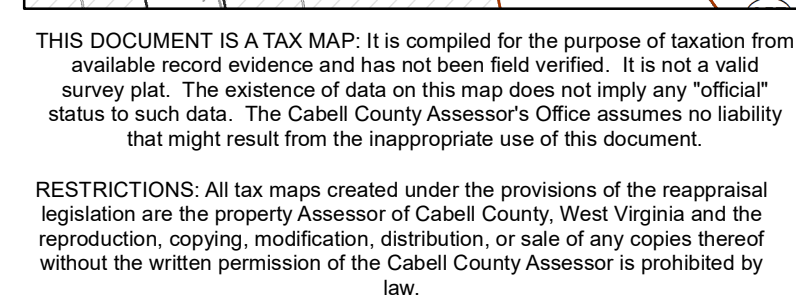 THIS DOCUMENT IS A TAX MAP: It is compiled for the purpose of taxation from
available record evidence and has not been field verified.  It is not a valid
survey plat.  The existence of data on this map does not imply any "official"
status to such data.  The Cabell County Assessor's Office assumes no liability
that might result from the inappropriate use of this document.
RESTRICTIONS: All tax maps created under the provisions of the reappraisal
legislation are the property Assessor of Cabell County, West Virginia and the
reproduction, copying, modification, distribution, or sale of any copies thereof
without the written permission of the Cabell County Assessor is prohibited by
law.